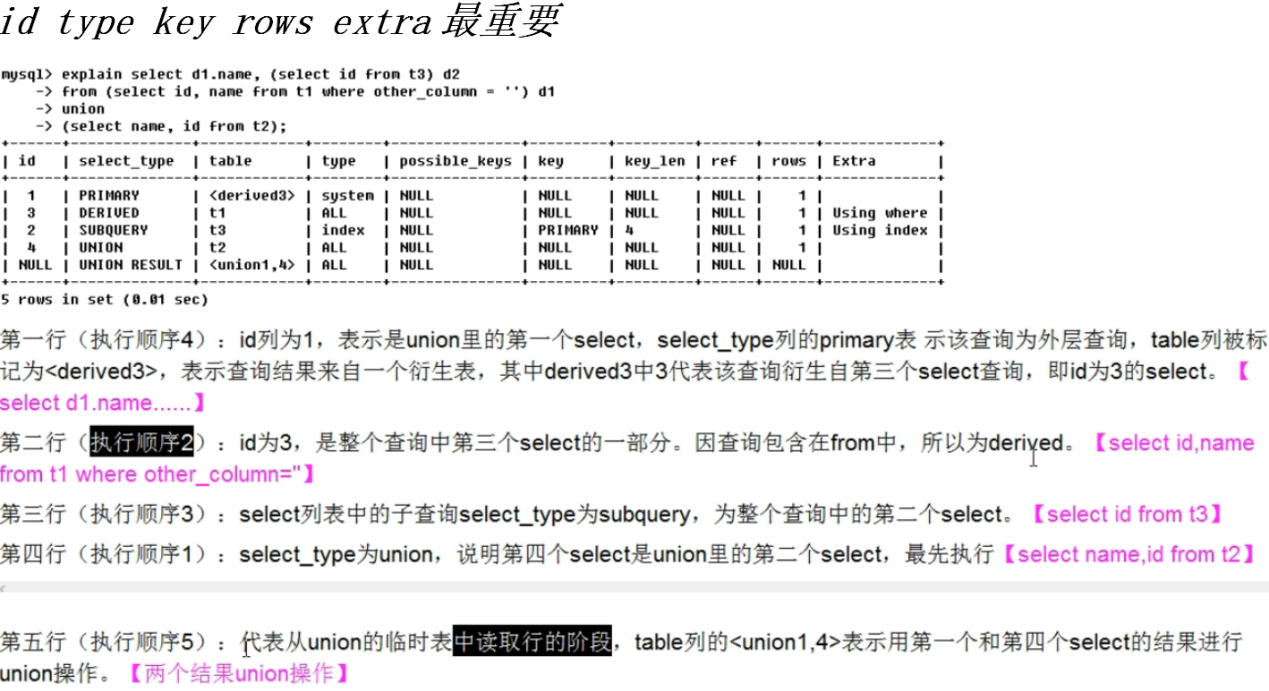 id type key rows extra 最重要
mysql> explain select d1.name, (select id from t3) d2
    -> from (select id, name from t1 where other_column = '') d1
    -> union
    -> (select name, id from t2);
+------+--------------+------------+--------+---------------+---------+---------+------+------+-------------+
| id   | select_type  | table      | type   | possible_keys | key     | key_len | ref  | rows | Extra       |
+------+--------------+------------+--------+---------------+---------+---------+------+------+-------------+
|  1   | PRIMARY      | <derived3> | system | NULL          | NULL    | NULL    | NULL |    1 |             |
|  3   | DERIVED      | t1         | ALL    | NULL          | NULL    | NULL    | NULL |    1 | Using where |
|  2   | SUBQUERY     | t3         | index  | NULL          | PRIMARY | 4       | NULL |    1 | Using index |
|  4   | UNION        | t2         | ALL    | NULL          | NULL    | NULL    | NULL |    1 |             |
| NULL | UNION RESULT | <union1,4> | ALL    | NULL          | NULL    | NULL    | NULL | NULL |             |
+------+--------------+------------+--------+---------------+---------+---------+------+------+-------------+
5 rows in set (0.01 sec)
第一行（执行顺序4）：id列为1，表示是union里的第一个select，select_type列的primary表 示该查询为外层查询，table列被标
记为<derived3>，表示查询结果来自一个衍生表，其中derived3中3代表该查询衍生自第三个select查询，即id为3的select。【
select d1.name......】
第二行（执行顺序2）：id为3，是整个查询中第三个select的一部分。因查询包含在from中，所以为derived。【select id,name
from t1 where other_column=''】
第三行（执行顺序3）：select列表中的子查询select_type为subquery，为整个查询中的第二个select。【select id from t3】
第四行（执行顺序1）：select_type为union，说明第四个select是union里的第二个select，最先执行【select name,id from t2】
第五行（执行顺序5）：代表从union的临时表中读取行的阶段，table列的<union1,4>表示用第一个和第四个select的结果进行
union操作。【两个结果union操作】